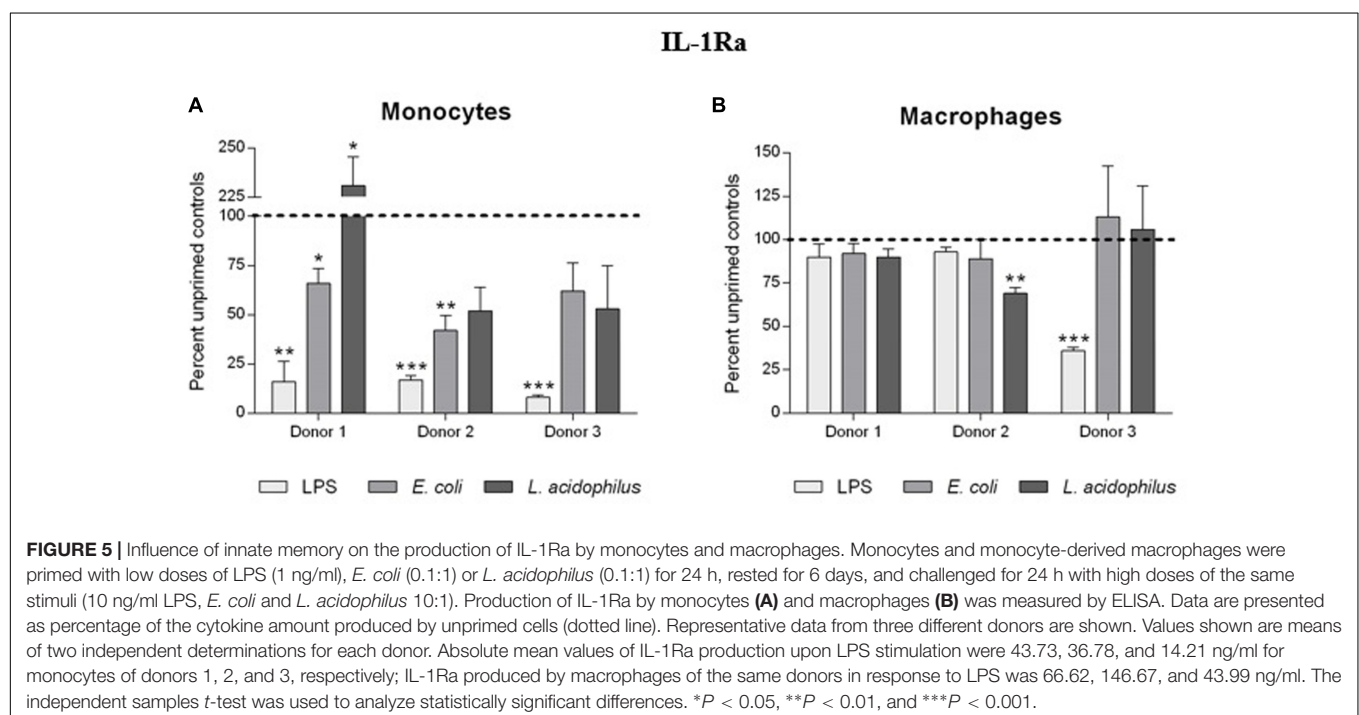 IL-1Ra
A
Monocytes
Percent unprimed controls
250
225
100
75
50
25
0
**
*
*
***
**
***
Donor 1 Donor 2 Donor 3
LPS E. coli L. acidophilus
B
Macrophages
Percent unprimed controls
150
125
100
75
50
25
0
**
***
Donor 1 Donor 2 Donor 3
LPS E. coli L. acidophilus
FIGURE 5 | Influence of innate memory on the production of IL-1Ra by monocytes and macrophages. Monocytes and monocyte-derived macrophages were
primed with low doses of LPS (1 ng/ml), E. coli (0.1:1) or L. acidophilus (0.1:1) for 24 h, rested for 6 days, and challenged for 24 h with high doses of the same
stimuli (10 ng/ml LPS, E. coli and L. acidophilus 10:1). Production of IL-1Ra by monocytes (A) and macrophages (B) was measured by ELISA. Data are presented
as percentage of the cytokine amount produced by unprimed cells (dotted line). Representative data from three different donors are shown. Values shown are means
of two independent determinations for each donor. Absolute mean values of IL-1Ra production upon LPS stimulation were 43.73, 36.78, and 14.21 ng/ml for
monocytes of donors 1, 2, and 3, respectively; IL-1Ra produced by macrophages of the same donors in response to LPS was 66.62, 146.67, and 43.99 ng/ml. The
independent samples t-test was used to analyze statistically significant differences. *P < 0.05, **P < 0.01, and ***P < 0.001.